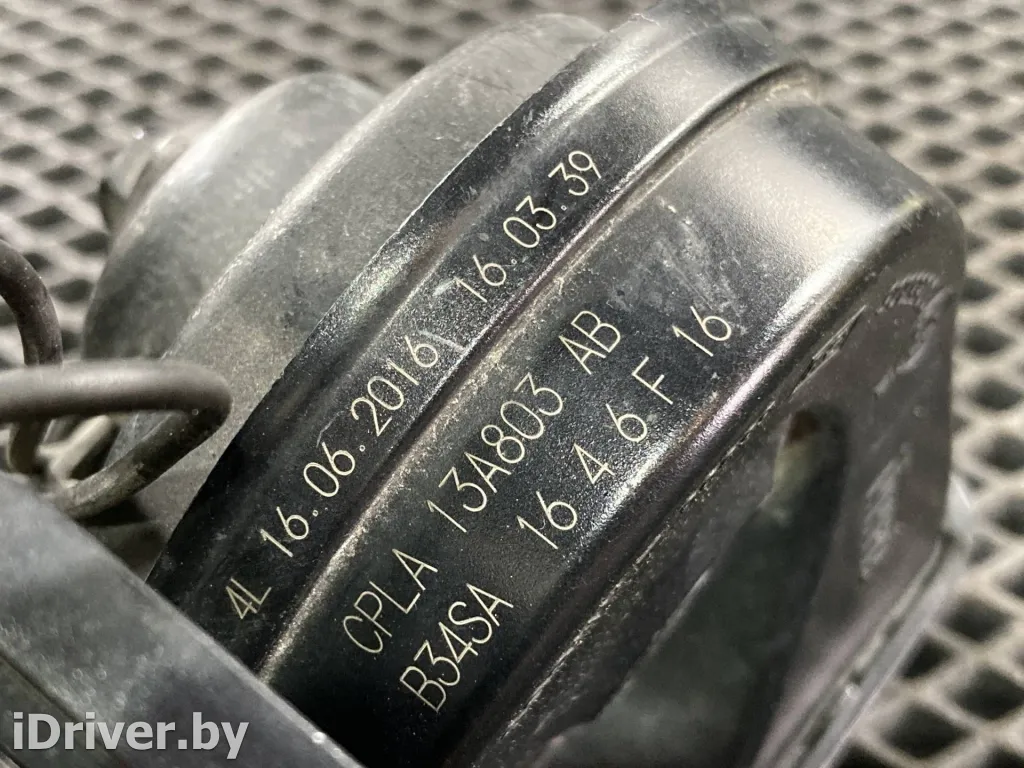 4L 16.06.2016 16.03.39
CPLA 13A803 AB
B34SA 16 4 6 F 16
iDriver.by